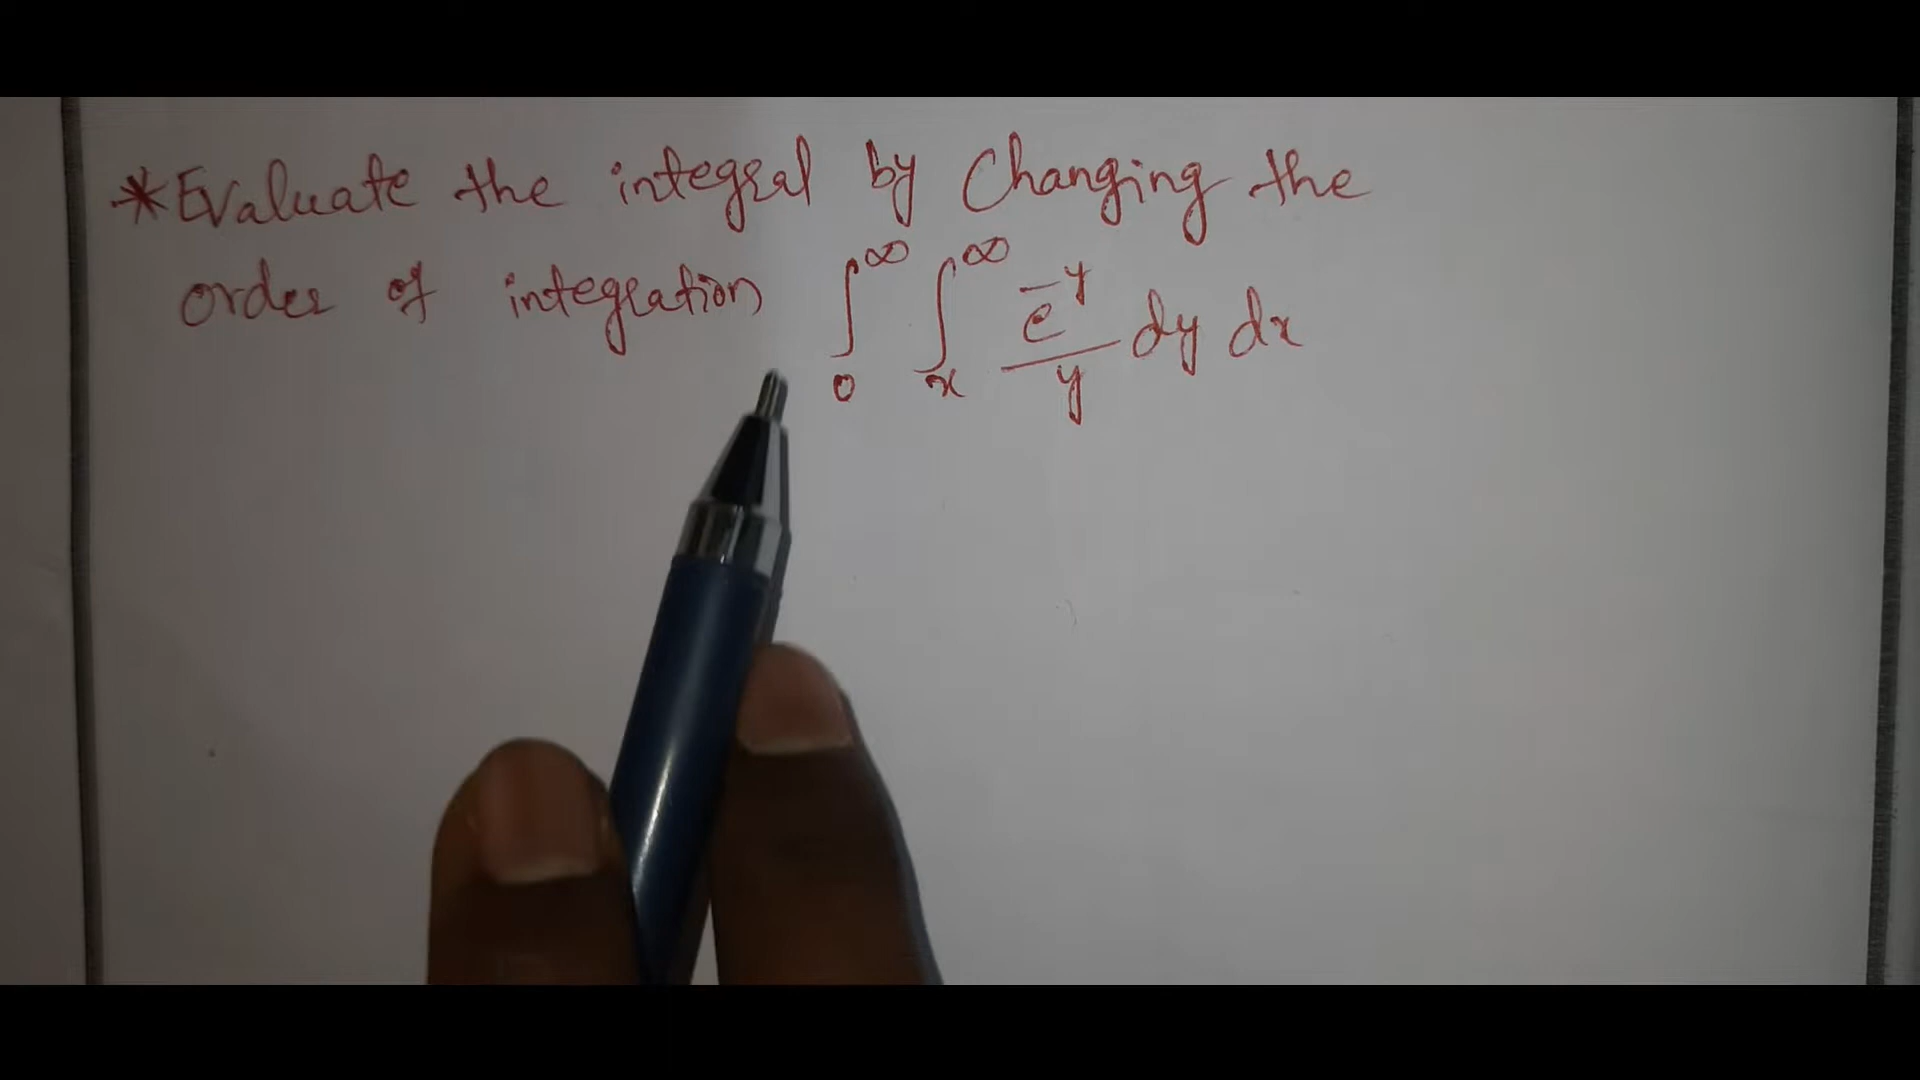 *Evaluate the integral by Changing the
order of integration ∫₀^∞ ∫ₓ^∞ e^-y/y dy dx